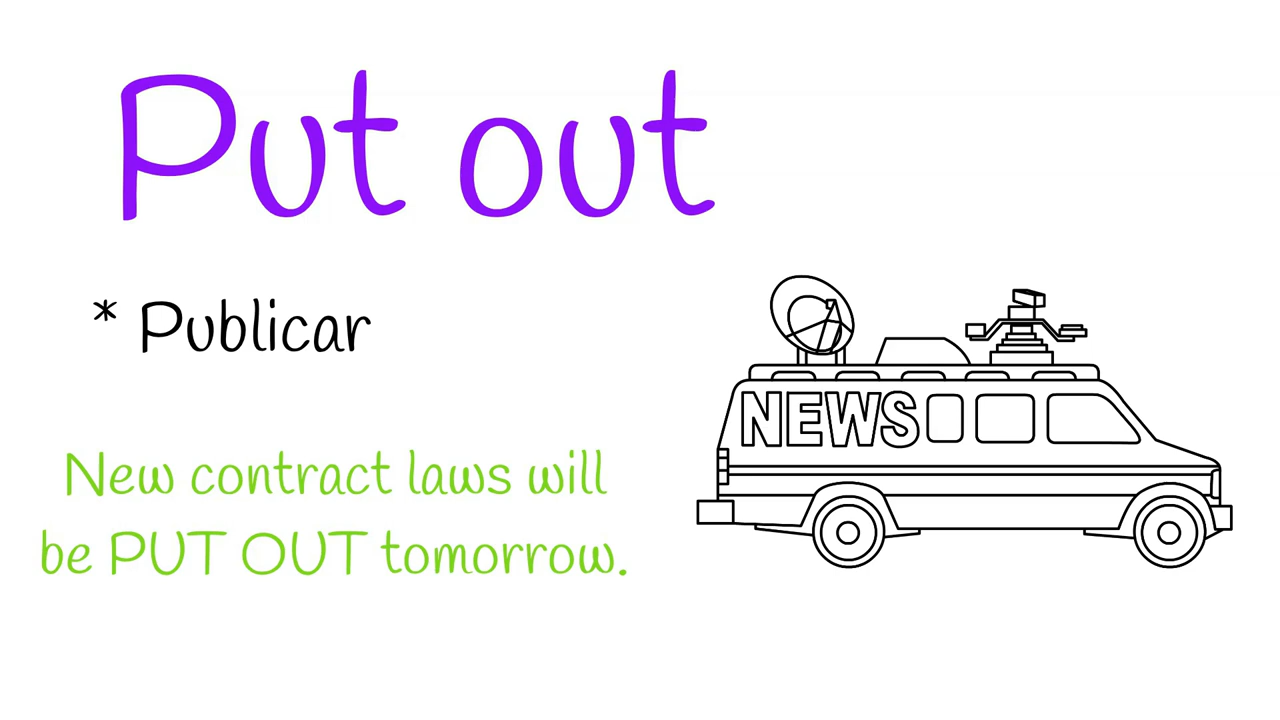 Put out
* Publicar
NEWS
New contract laws will
be PUT OUT tomorrow.